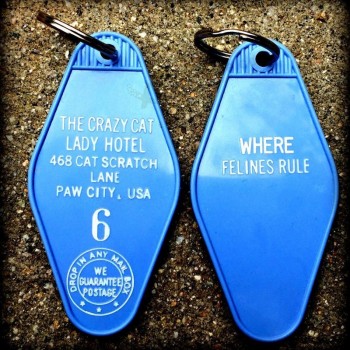 THE CRAZY CAT
LADY HOTEL
468 CAT SCRATCH
LANE
PAW CITY, USA
6
DROP IN ANY MAIL BOX
WE
GUARANTEE
POSTAGE
WHERE
FELINES RULE